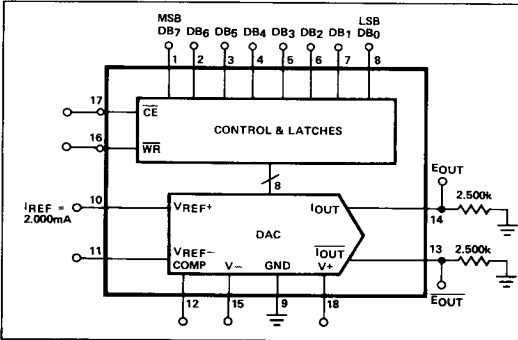 MSB LSB
DB7 DB6 DB5 DB4 DB3 DB2 DB1 DB0
1 2 3 4 5 6 7 8
17 CE
CONTROL & LATCHES
16 WR
8
EOUT
IREF = 2.000mA
10 VREF+ IOUT 14 2.500k
DAC
11 VREF− IOUT 13 2.500k
COMP V− GND V+
EOUT
12 15 9 18